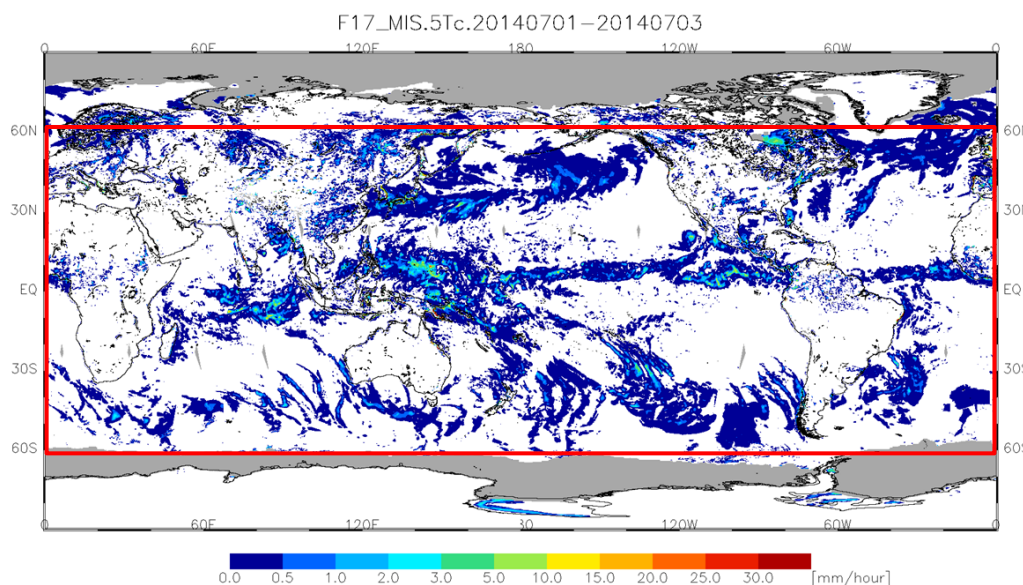 F17_MIS.5Tc.20140701−20140703
0 60E 120E 180 120W 60W 0
60N 60N
30N 30N
EQ EQ
30S 30S
60S 60S
0 60E 120E 180 120W 60W 0
0.0 0.5 1.0 2.0 3.0 5.0 10.0 15.0 20.0 25.0 30.0 [mm/hour]